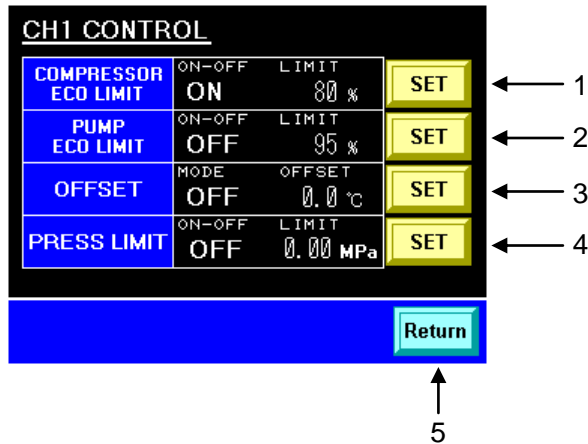 CH1 CONTROL
COMPRESSOR ECO LIMIT ON-OFF ON LIMIT 80 % SET 1
PUMP ECO LIMIT ON-OFF OFF LIMIT 95 % SET 2
OFFSET MODE OFF OFFSET 0.0 ℃ SET 3
PRESS LIMIT ON-OFF OFF LIMIT 0.00 MPa SET 4
Return
5